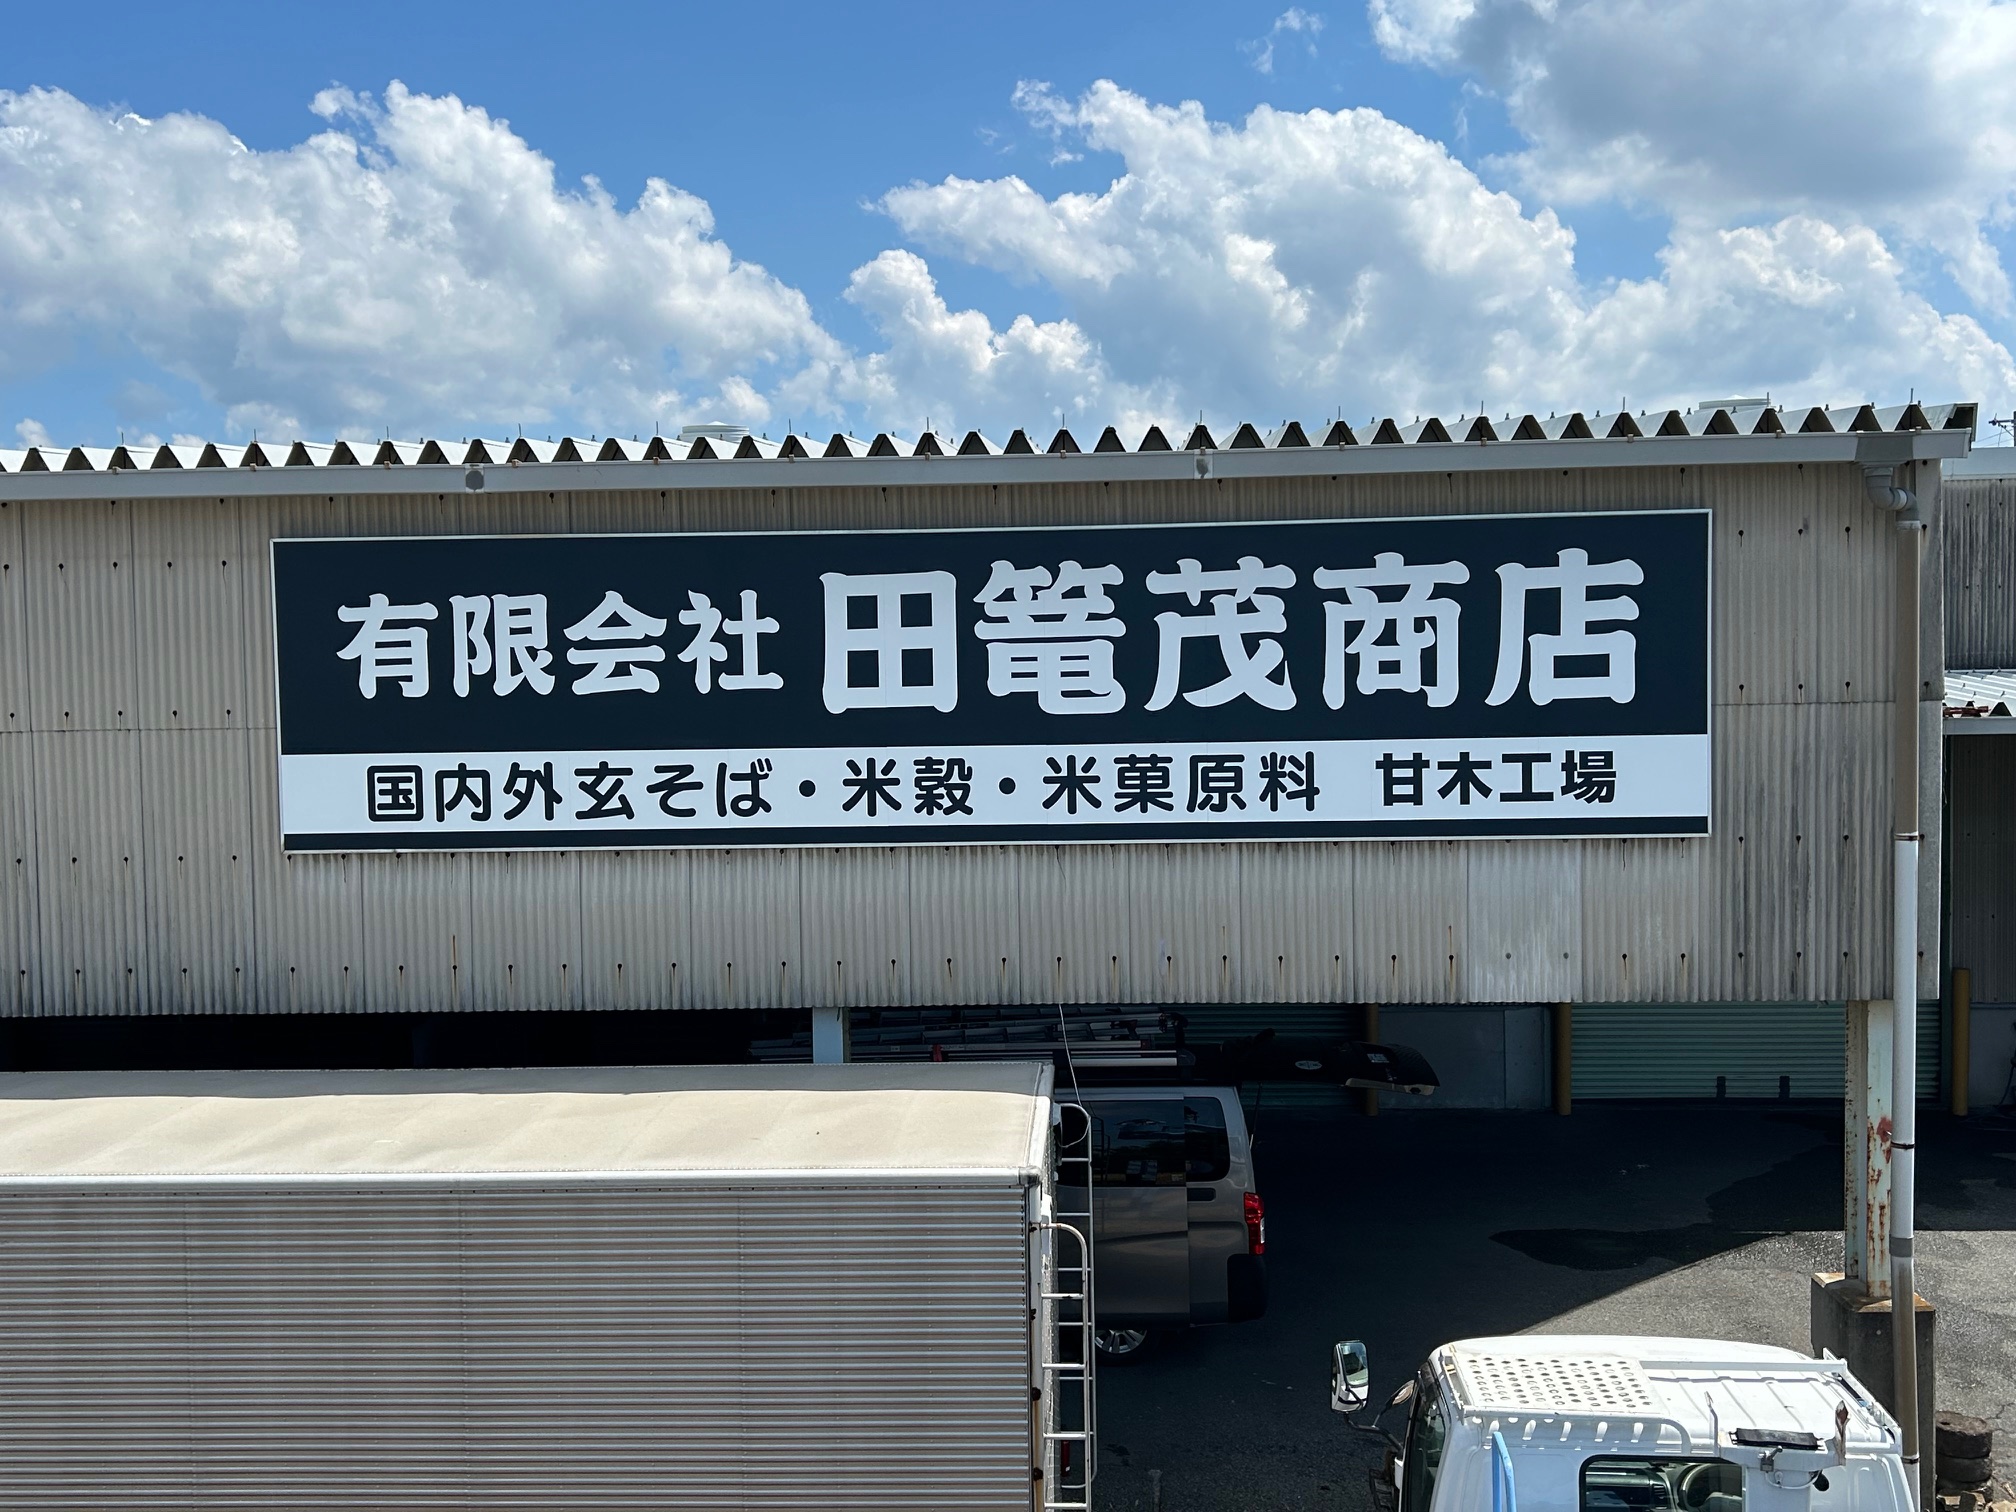 有限会社 田篭茂商店
国内外玄そば・米穀・米菓原料 甘木工場